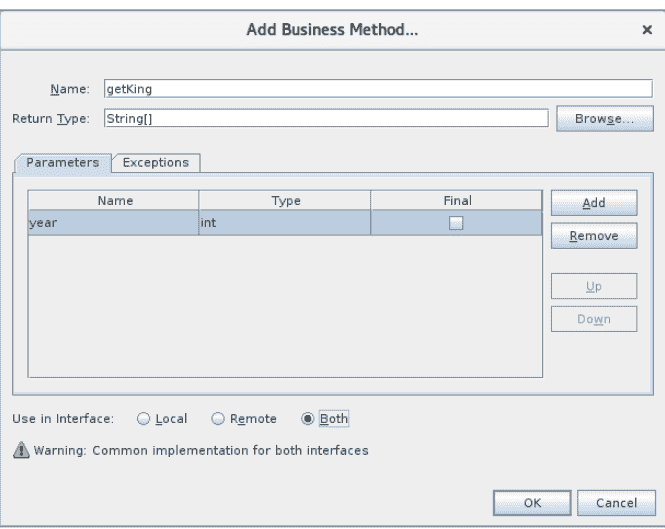 Add Business Method...
Name: getKing
Return Type: String[] Browse...
Parameters Exceptions
Name Type Final Add
year int
Remove
Up
Down
Use in Interface: Local Remote Both
Warning: Common implementation for both interfaces
OK Cancel